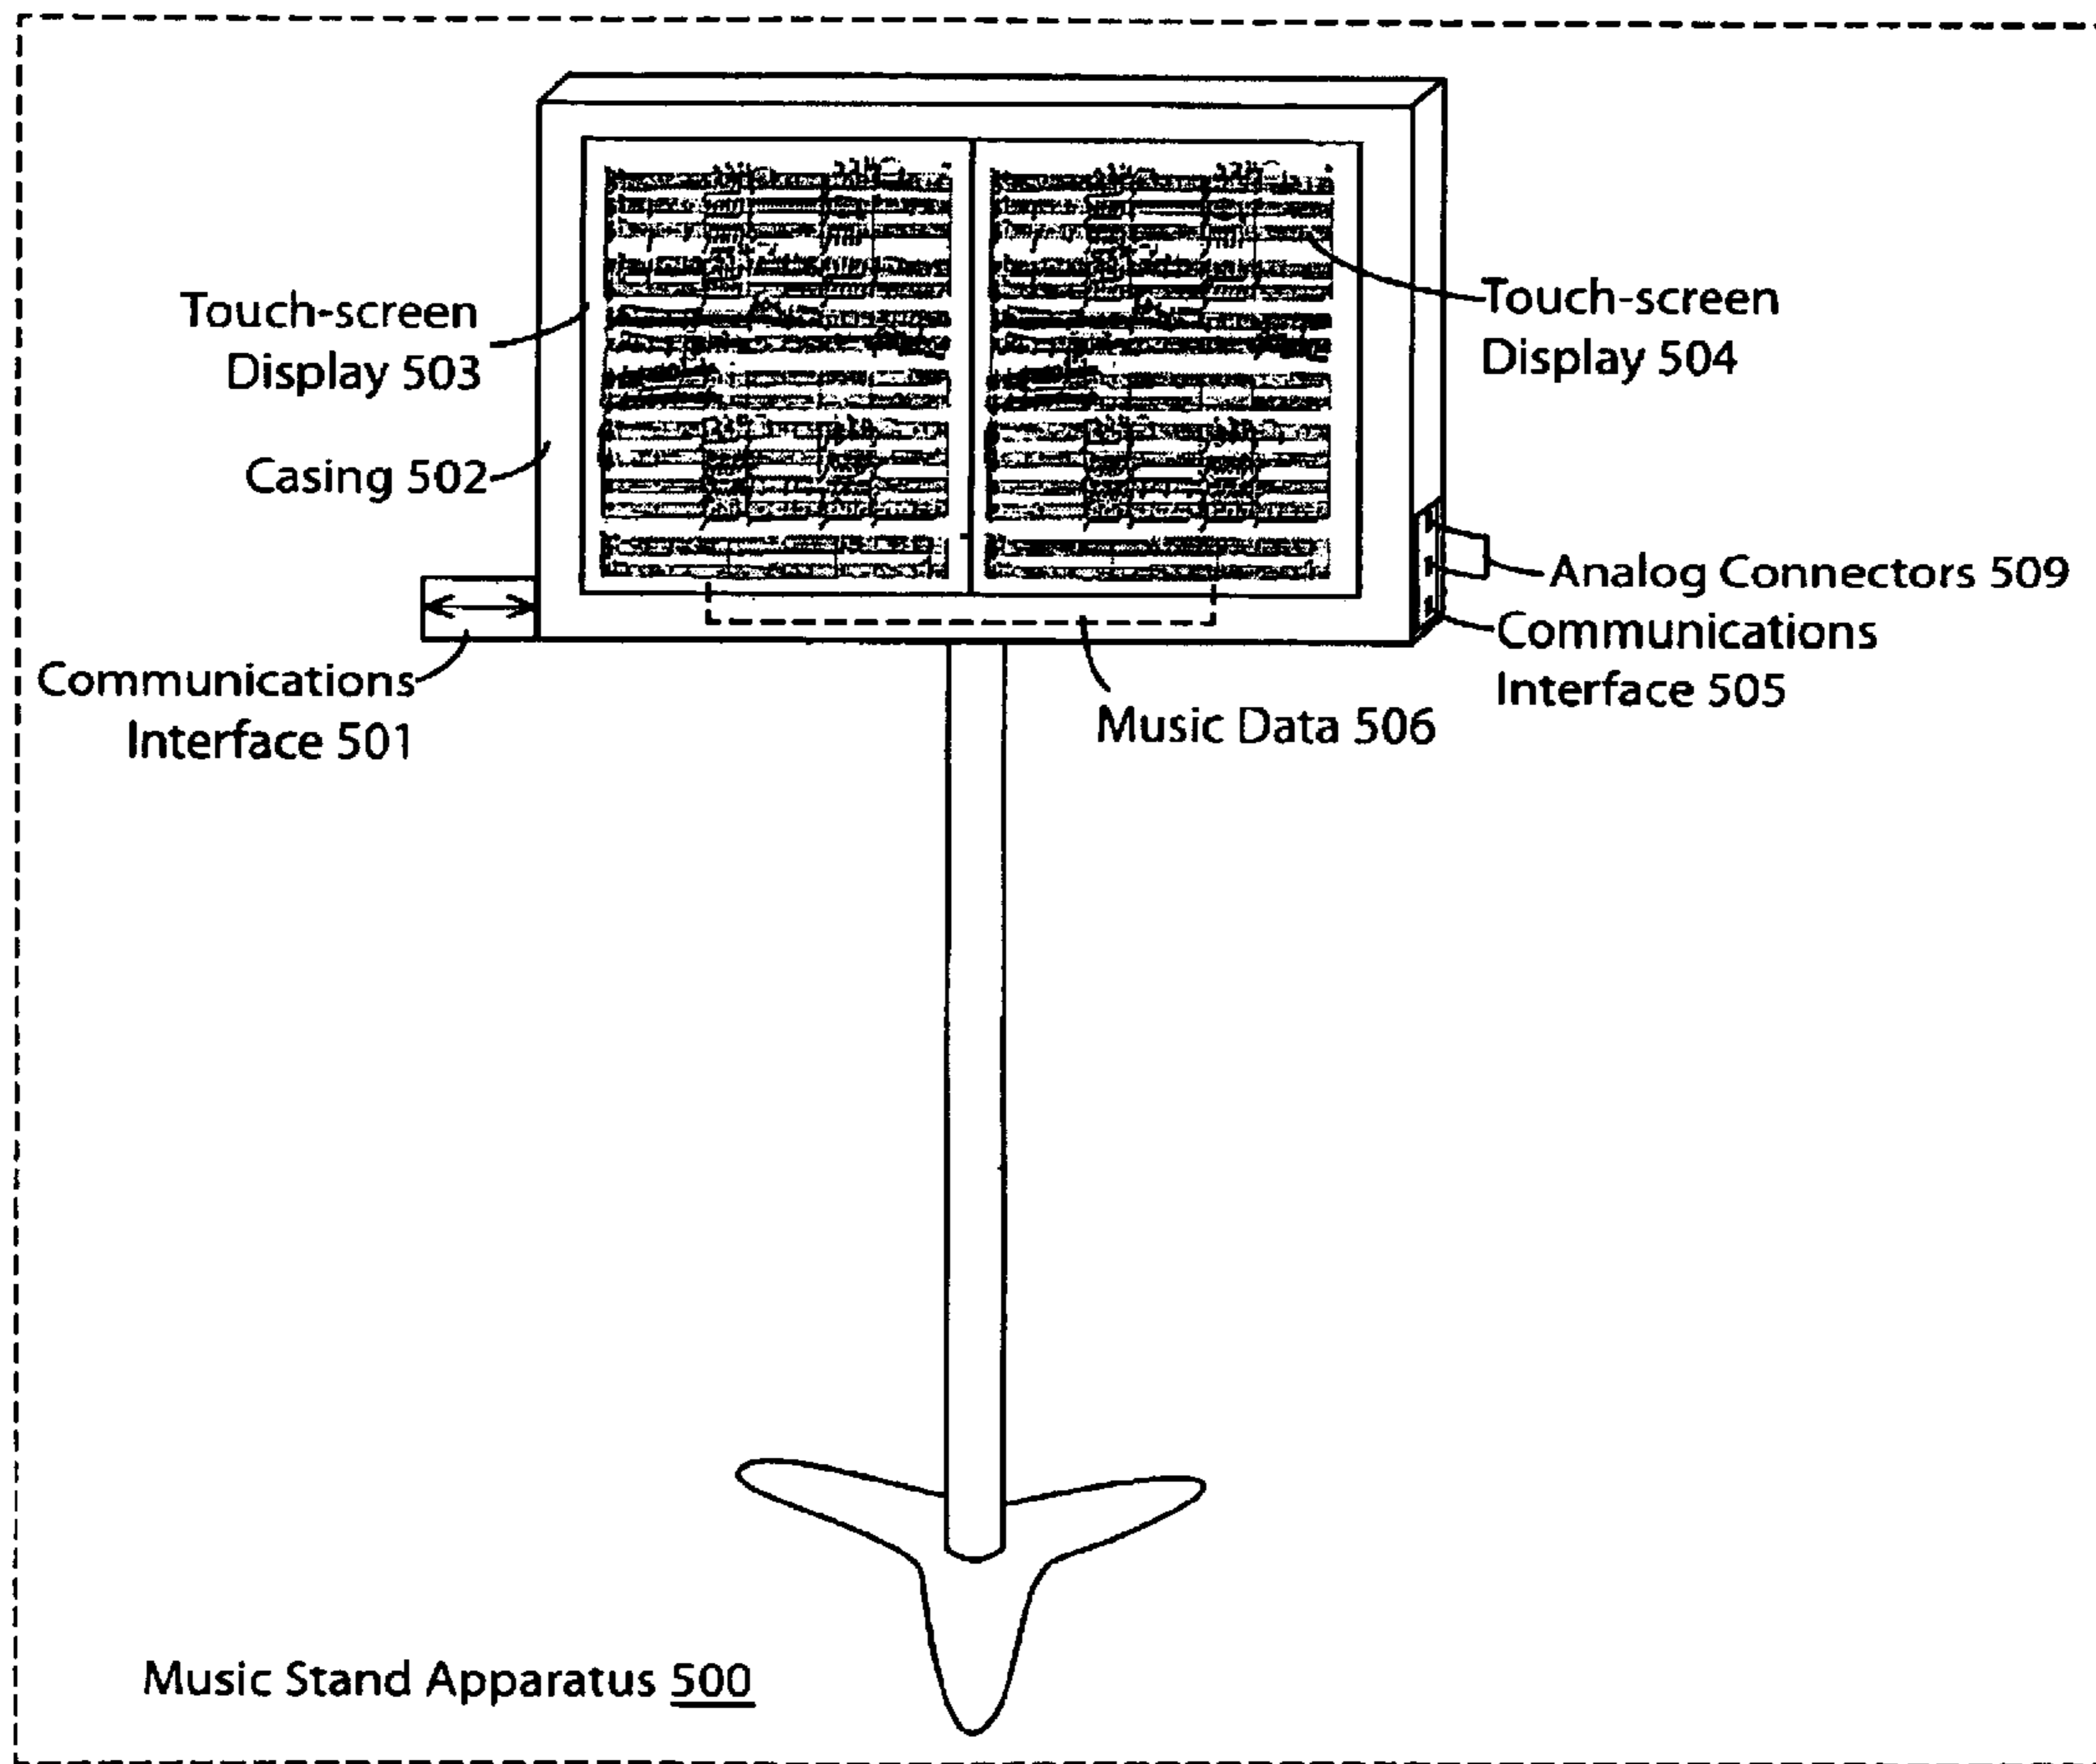 Touch-screen
Display 503
Touch-screen
Display 504
Casing 502
Analog Connectors 509
Communications
Interface 505
Communications
Interface 501
Music Data 506
Music Stand Apparatus 500